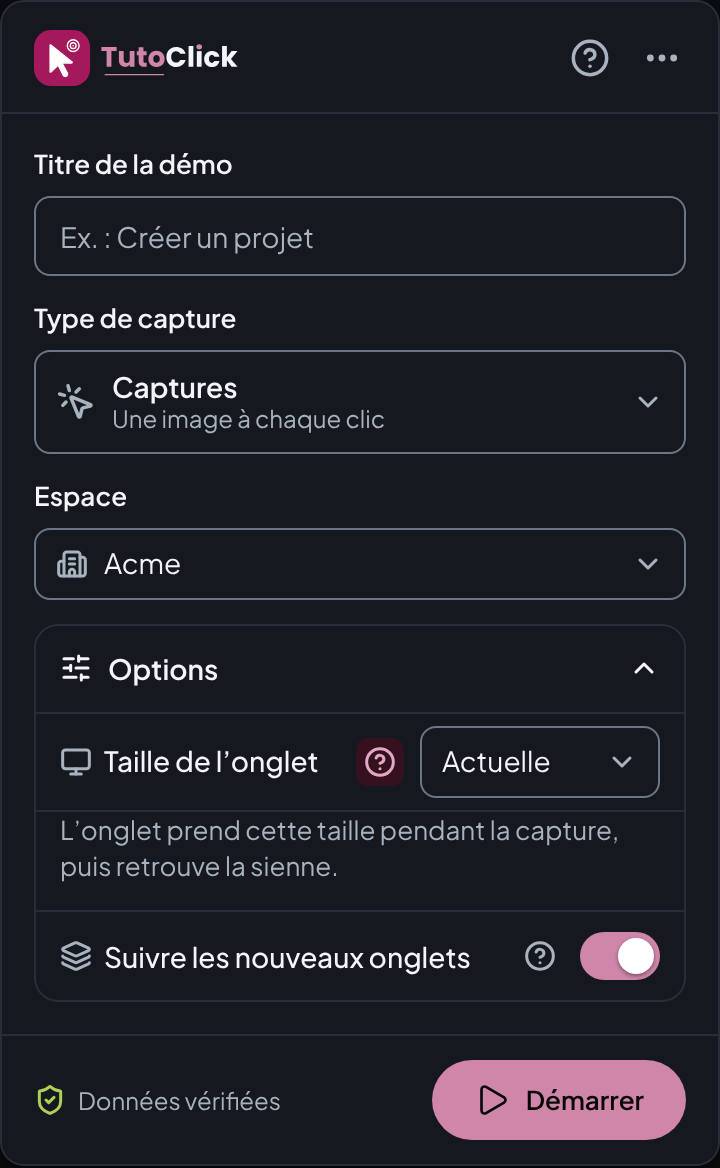 TutoClick
Titre de la démo
Ex. : Créer un projet
Type de capture
Captures
Une image à chaque clic
Espace
Acme
Options
Taille de l’onglet
Actuelle
L’onglet prend cette taille pendant la capture,
puis retrouve la sienne.
Suivre les nouveaux onglets
Données vérifiées
Démarrer